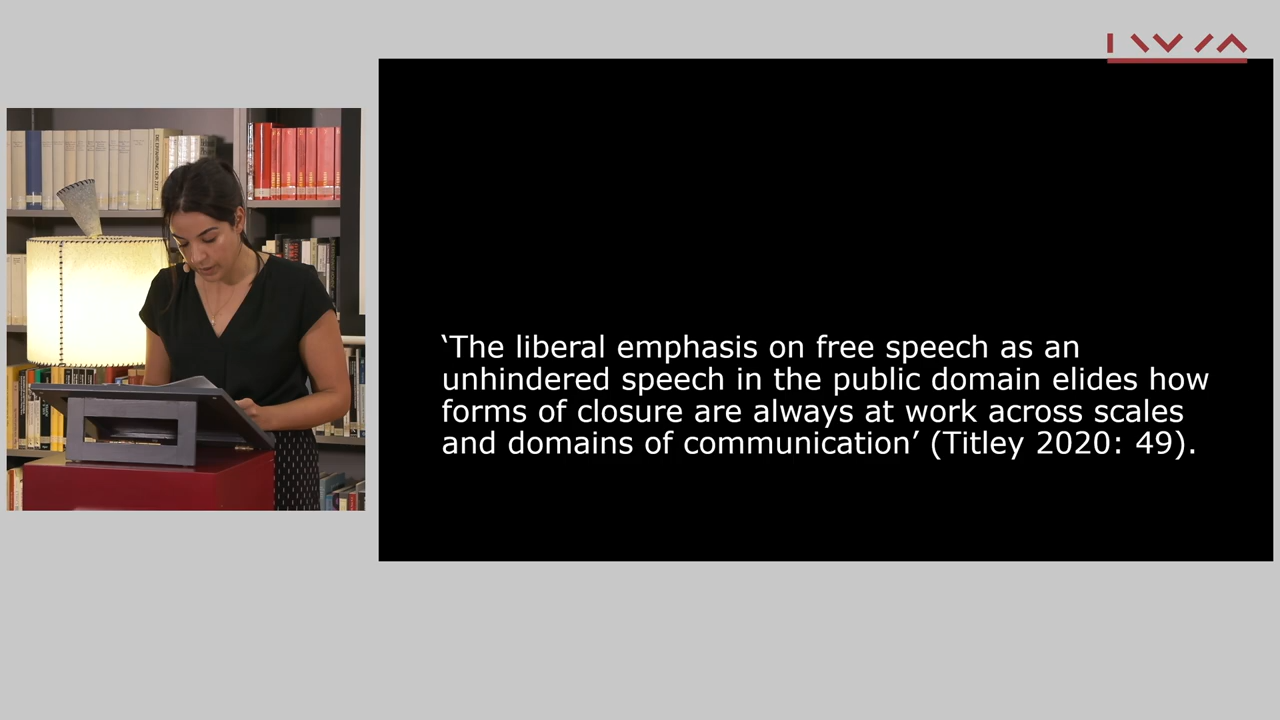 ‘The liberal emphasis on free speech as an
unhindered speech in the public domain elides how
forms of closure are always at work across scales
and domains of communication’ (Titley 2020: 49).